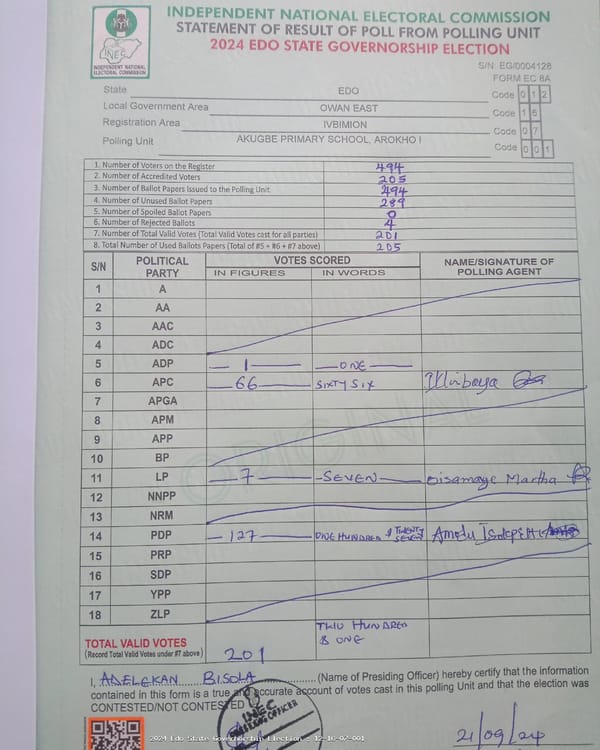 INDEPENDENT NATIONAL ELECTORAL COMMISSION
STATEMENT OF RESULT OF POLL FROM POLLING UNIT
2024 EDO STATE GOVERNORSHIP ELECTION
INEC
INDEPENDENT NATIONAL
ELECTORAL COMMISSION
S/N EG/0004128
FORM EC 8A
State EDO Code 0 1 2
Local Government Area OWAN EAST Code 1 6
Registration Area IVBIMION Code 0 7
Polling Unit AKUGBE PRIMARY SCHOOL, AROKHO I Code 0 0 1
1. Number of Voters on the Register 494
2. Number of Accredited Voters 205
3. Number of Ballot Papers Issued to the Polling Unit 494
4. Number of Unused Ballot Papers 289
5. Number of Spoiled Ballot Papers 0
6. Number of Rejected Ballots 4
7. Number of Total Valid Votes (Total Valid Votes cast for all parties) 201
8. Total Number of Used Ballots Papers (Total of #5 + #6 + #7 above) 205
S/N POLITICAL PARTY VOTES SCORED NAME/SIGNATURE OF POLLING AGENT
IN FIGURES IN WORDS
1 A
2 AA
3 AAC
4 ADC
5 ADP 1 ONE
6 APC 66 SIXTY SIX
7 APGA
8 APM
9 APP
10 BP
11 LP 7 SEVEN Oisamaye Martha
12 NNPP
13 NRM
14 PDP 127 ONE HUNDRED & TWENTY SEVEN Amodu
15 PRP
16 SDP
17 YPP
18 ZLP
TOTAL VALID VOTES 201 TWO HUNDRED & ONE
(Record Total Valid Votes under #7 above)
ORIGINAL
I, ADELEKAN BISOLA (Name of Presiding Officer) hereby certify that the information
contained in this form is a true and accurate account of votes cast in this polling Unit and that the election was
CONTESTED/NOT CONTESTED
INEC
PRESIDING OFFICER
21/09/24
2024 Edo State Governorship Election - 12-16-07-001